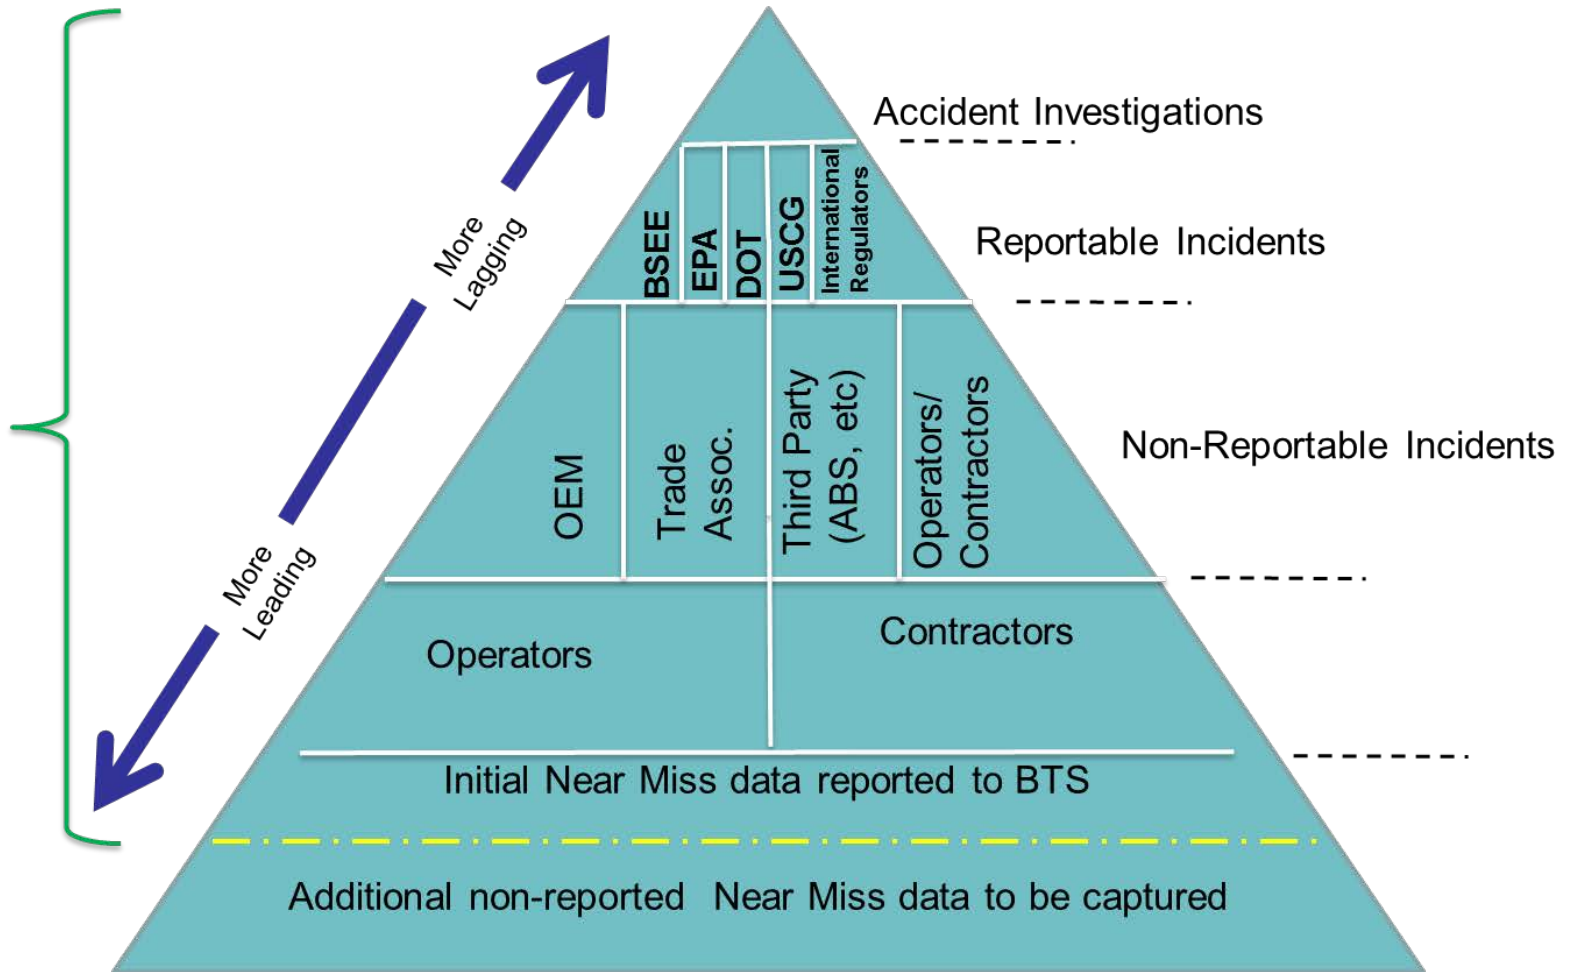 Accident Investigations
BSEE
EPA
DOT
USCG
International
Regulators
Reportable Incidents
More
Lagging
OEM
Trade
Assoc.
Third Party
(ABS, etc)
Operators/
Contractors
Non-Reportable Incidents
More
Leading
Operators
Contractors
Initial Near Miss data reported to BTS
Additional non-reported Near Miss data to be captured